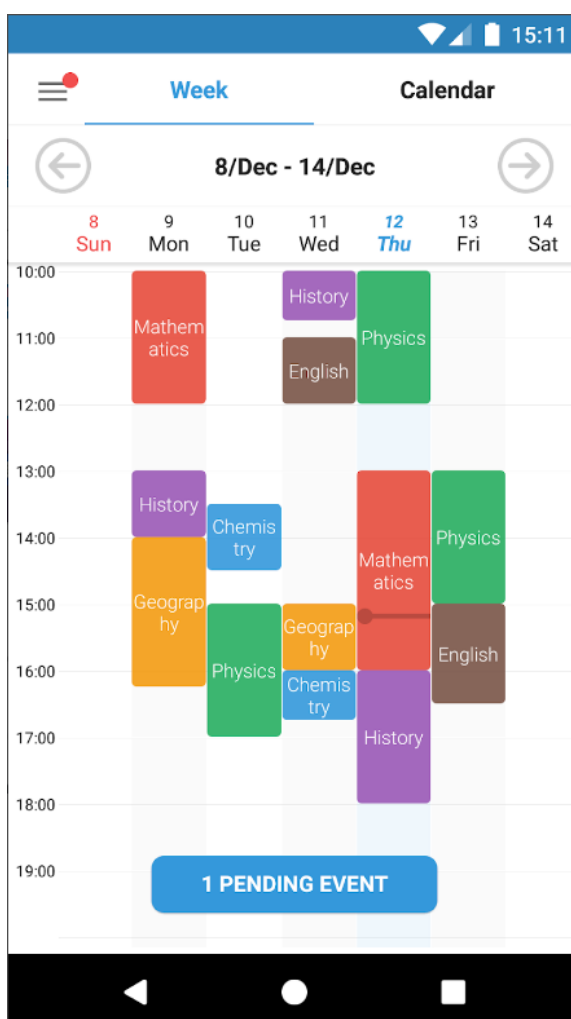 15:11
Week Calendar
8/Dec - 14/Dec
8 9 10 11 12 13 14
Sun Mon Tue Wed Thu Fri Sat
10:00
History
Mathem
atics
11:00
Physics
English
12:00
13:00
History
Chemis
try
14:00
Physics
Mathem
atics
15:00
Geograp
hy
Geograp
hy
English
16:00
Physics
Chemis
try
17:00
History
18:00
19:00
1 PENDING EVENT